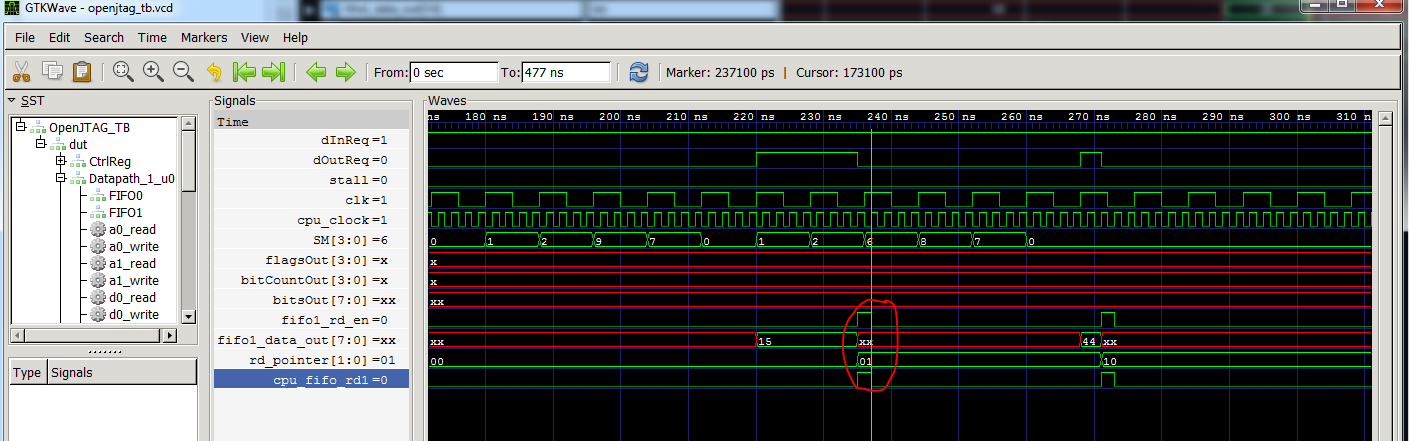 GTKWave - openjtag_tb.vcd
File Edit Search Time Markers View Help
From: 0 sec To: 477 ns Marker: 237100 ps | Cursor: 173100 ps
SST
OpenJTAG_TB
dut
CtrlReg
Datapath_1_u0
FIFO0
FIFO1
a0_read
a0_write
a1_read
a1_write
d0_read
d0_write
Type Signals
Signals
Time
dInReq=1
dOutReq=0
stall=0
clk=1
cpu_clock=1
SM[3:0]=6
flagsOut[3:0]=x
bitCountOut[3:0]=x
bitsOut[7:0]=xx
fifo1_rd_en=0
fifo1_data_out[7:0]=xx
rd_pointer[1:0]=01
cpu_fifo_rd1=0
Waves
ns 180 ns 190 ns 200 ns 210 ns 220 ns 230 ns 240 ns 250 ns 260 ns 270 ns 280 ns 290 ns 300 ns 310 n
0 1 2 9 7 0 1 2 6 8 7 0
x
x
xx
xx 15 xx 44 xx
00 01 10